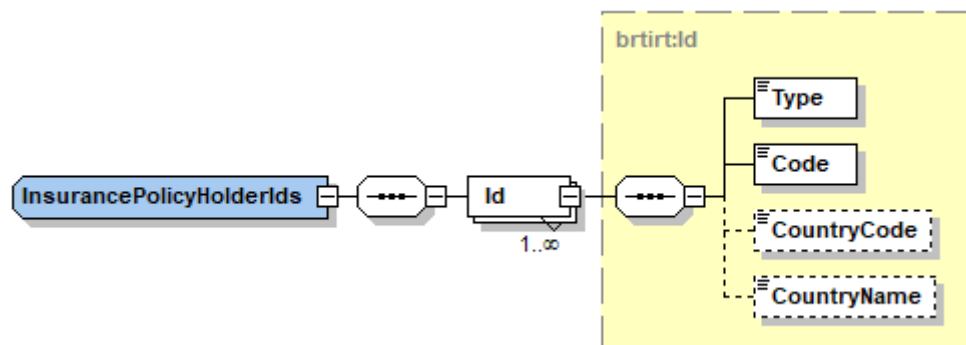 brtirt:Id
Type
Code
InsurancePolicyHolderIds
Id
1..∞
CountryCode
CountryName